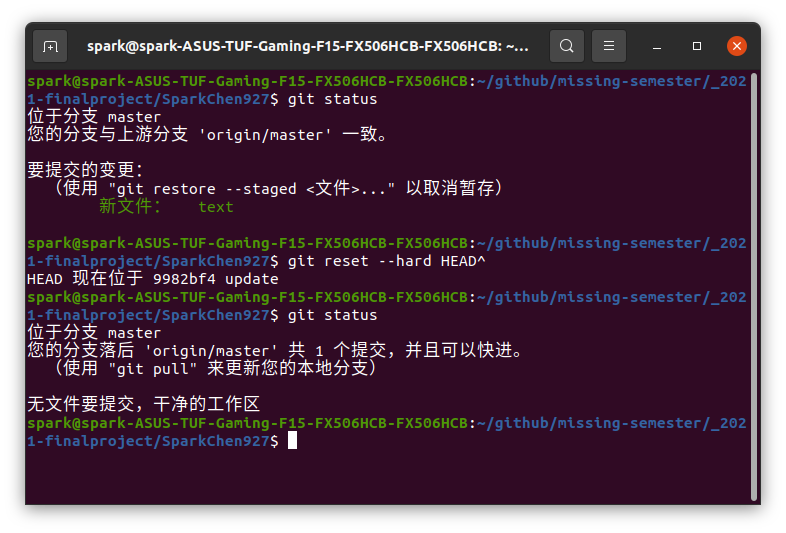 spark@spark-ASUS-TUF-Gaming-F15-FX506HCB-FX506HCB: ~...
spark@spark-ASUS-TUF-Gaming-F15-FX506HCB-FX506HCB:~/github/missing-semester/_202
1-finalproject/SparkChen927$ git status
位于分支 master
您的分支与上游分支 'origin/master' 一致。
要提交的变更：
（使用 "git restore --staged <文件>..." 以取消暂存）
新文件： text
spark@spark-ASUS-TUF-Gaming-F15-FX506HCB-FX506HCB:~/github/missing-semester/_202
1-finalproject/SparkChen927$ git reset --hard HEAD^
HEAD 现在位于 9982bf4 update
spark@spark-ASUS-TUF-Gaming-F15-FX506HCB-FX506HCB:~/github/missing-semester/_202
1-finalproject/SparkChen927$ git status
位于分支 master
您的分支落后 'origin/master' 共 1 个提交，并且可以快进。
（使用 "git pull" 来更新您的本地分支）
无文件要提交，干净的工作区
spark@spark-ASUS-TUF-Gaming-F15-FX506HCB-FX506HCB:~/github/missing-semester/_202
1-finalproject/SparkChen927$